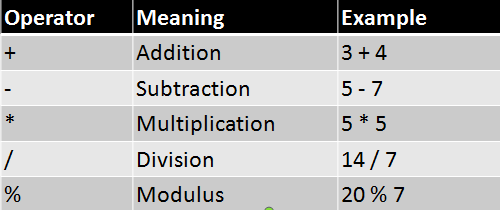 Operator Meaning Example
+ Addition 3 + 4
- Subtraction 5 - 7
* Multiplication 5 * 5
/ Division 14 / 7
% Modulus 20 % 7